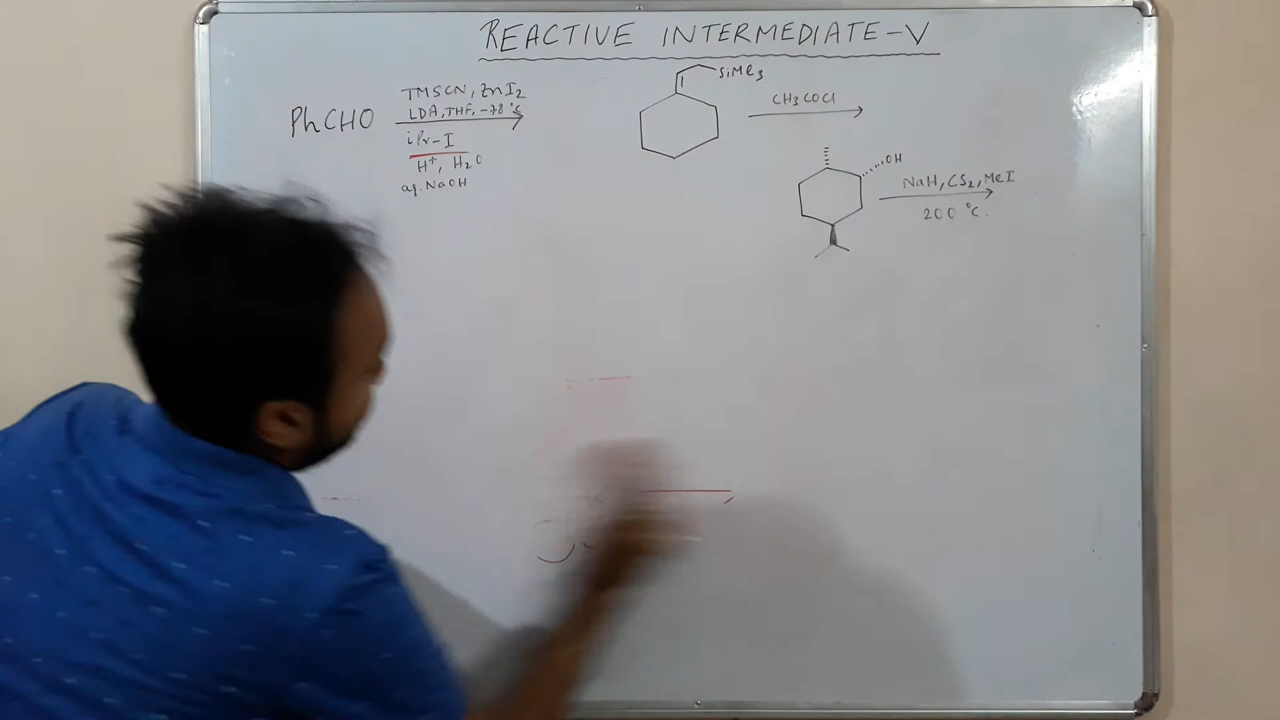 REACTIVE INTERMEDIATE-V
PhCHO
TMSCN, ZnI2
LDA, THF, -78 °C
iPr-I
H+, H2O
aq. NaOH
SiMe3
CH3COCl
OH
NaH, CS2, MeI
200 °C.